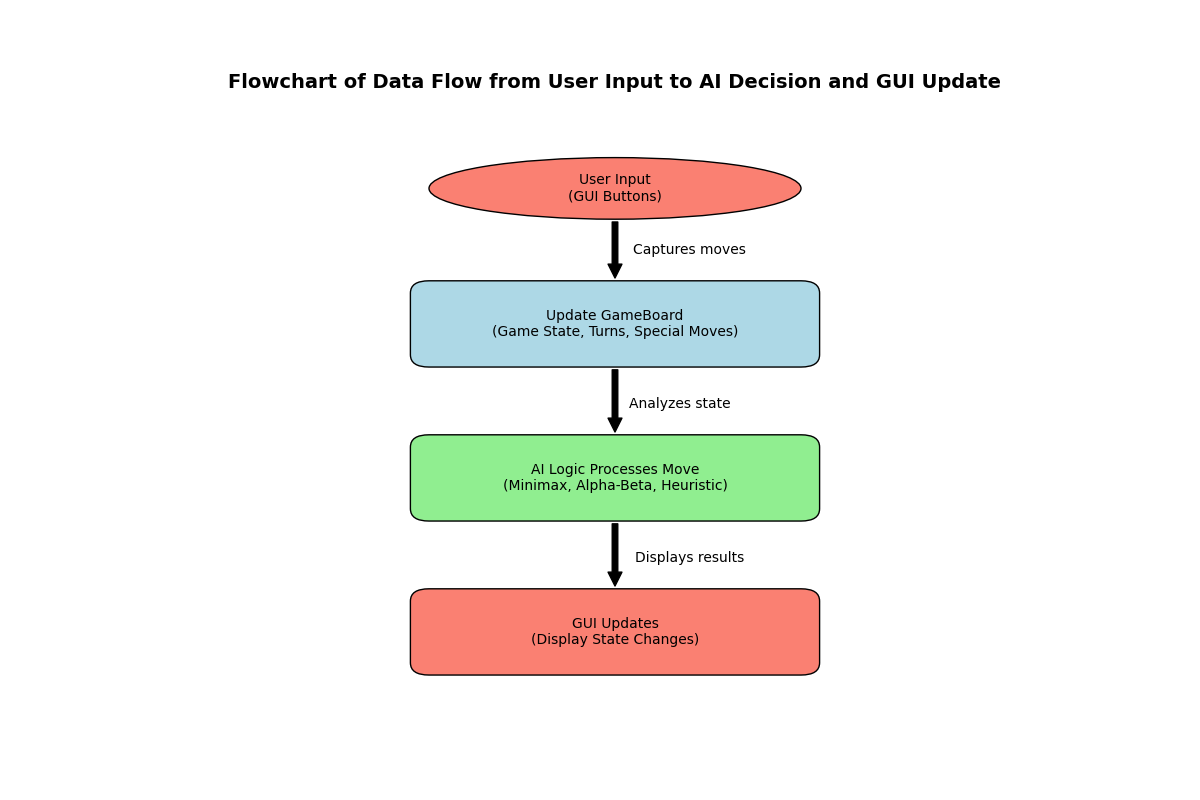 Flowchart of Data Flow from User Input to AI Decision and GUI Update
User Input
(GUI Buttons)
Captures moves
Update GameBoard
(Game State, Turns, Special Moves)
Analyzes state
AI Logic Processes Move
(Minimax, Alpha-Beta, Heuristic)
Displays results
GUI Updates
(Display State Changes)